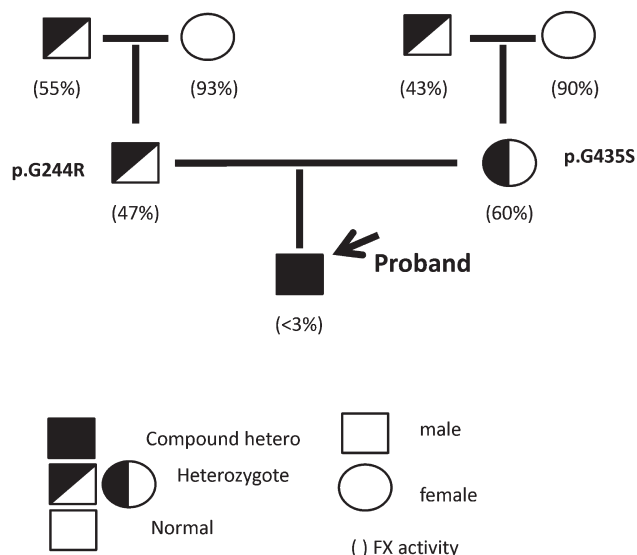 (55%) (93%) (43%) (90%)
p.G244R p.G435S
(47%) (60%)
Proband
(<3%)
Compound hetero male
Heterozygote
female
Normal
( ) FX activity